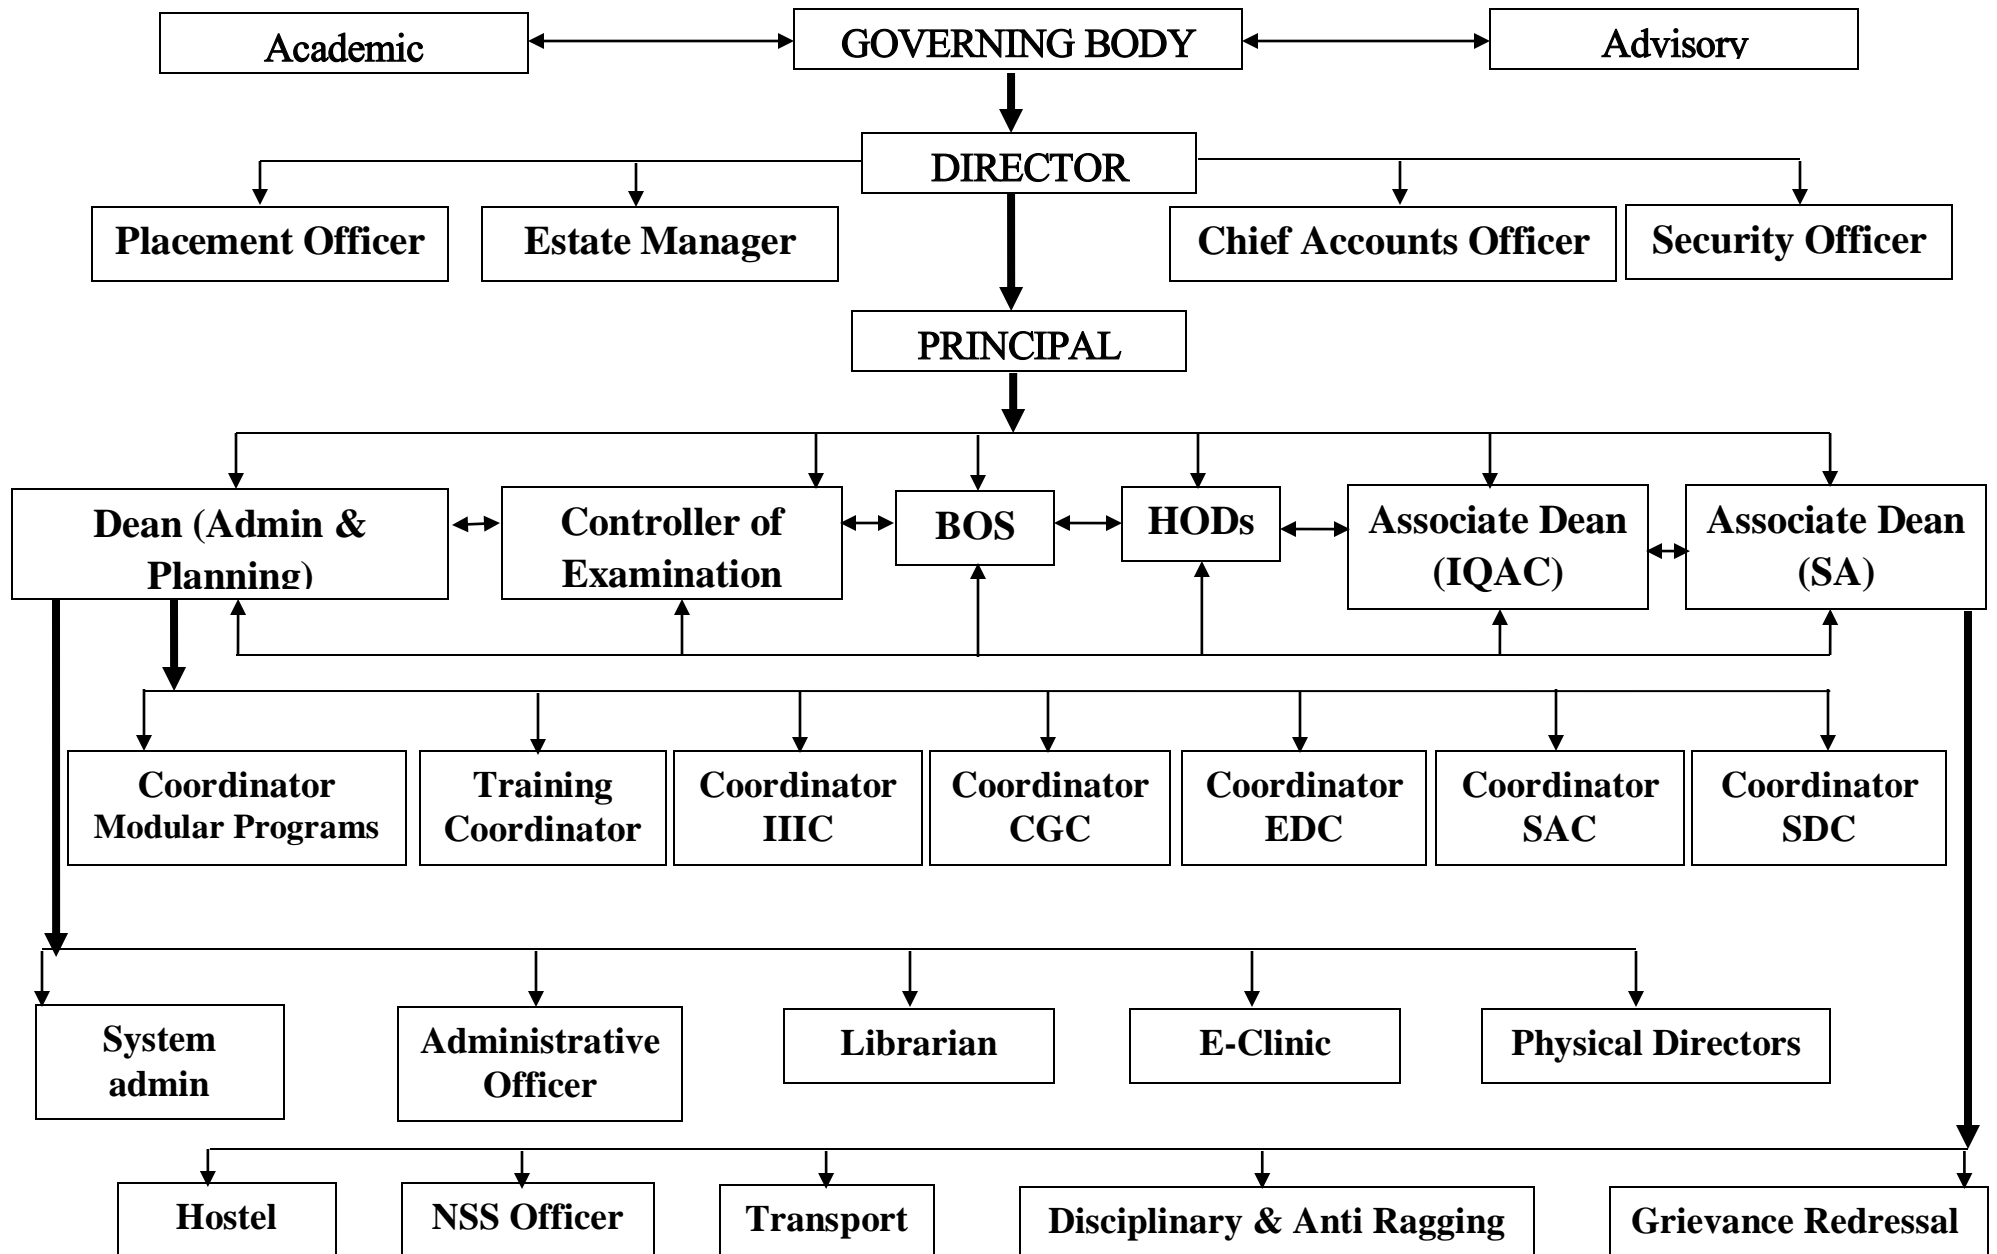 Academic
GOVERNING BODY
Advisory
DIRECTOR
Placement Officer
Estate Manager
Chief Accounts Officer
Security Officer
PRINCIPAL
Dean (Admin &
Planning)
Controller of
Examination
BOS
HODs
Associate Dean
(IQAC)
Associate Dean
(SA)
Coordinator
Modular Programs
Training
Coordinator
Coordinator
IIIC
Coordinator
CGC
Coordinator
EDC
Coordinator
SAC
Coordinator
SDC
System
admin
Administrative
Officer
Librarian
E-Clinic
Physical Directors
Hostel
NSS Officer
Transport
Disciplinary & Anti Ragging
Grievance Redressal